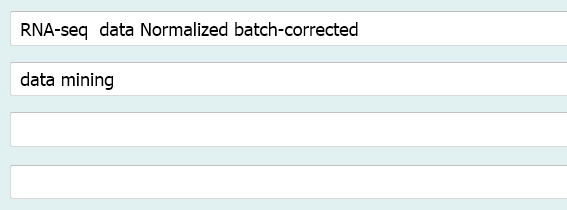 RNA-seq  data Normalized batch-corrected
data mining